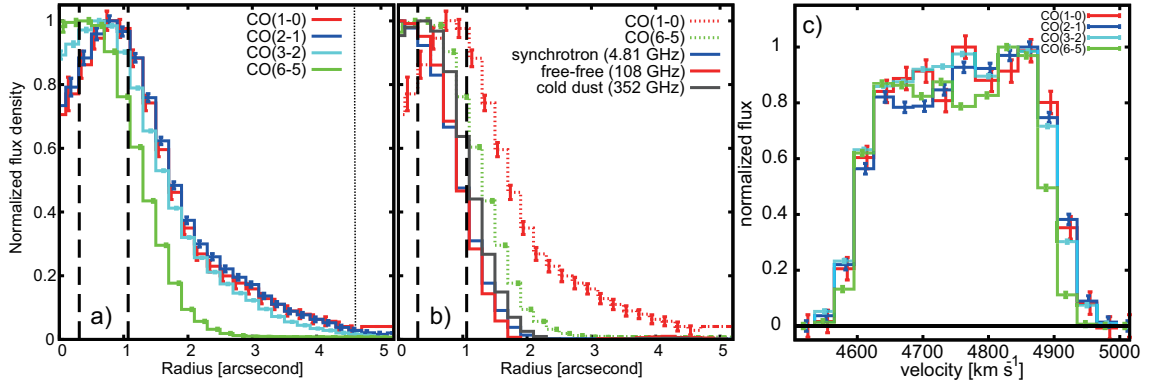 Normalized flux density
1
0.8
0.6
0.4
0.2
0
0
1
2
3
4
5
Radius [arcsecond]
CO(1-0)
CO(2-1)
CO(3-2)
CO(6-5)
a)
0
1
2
3
4
5
Radius [arcsecond]
CO(1-0)
CO(6-5)
synchrotron (4.81 GHz)
free-free (108 GHz)
cold dust (352 GHz)
b)
c)
normalized flux
1
0.8
0.6
0.4
0.2
0
4600
4700
4800
4900
5000
velocity [km s-1]
CO(1-0)
CO(2-1)
CO(3-2)
CO(6-5)